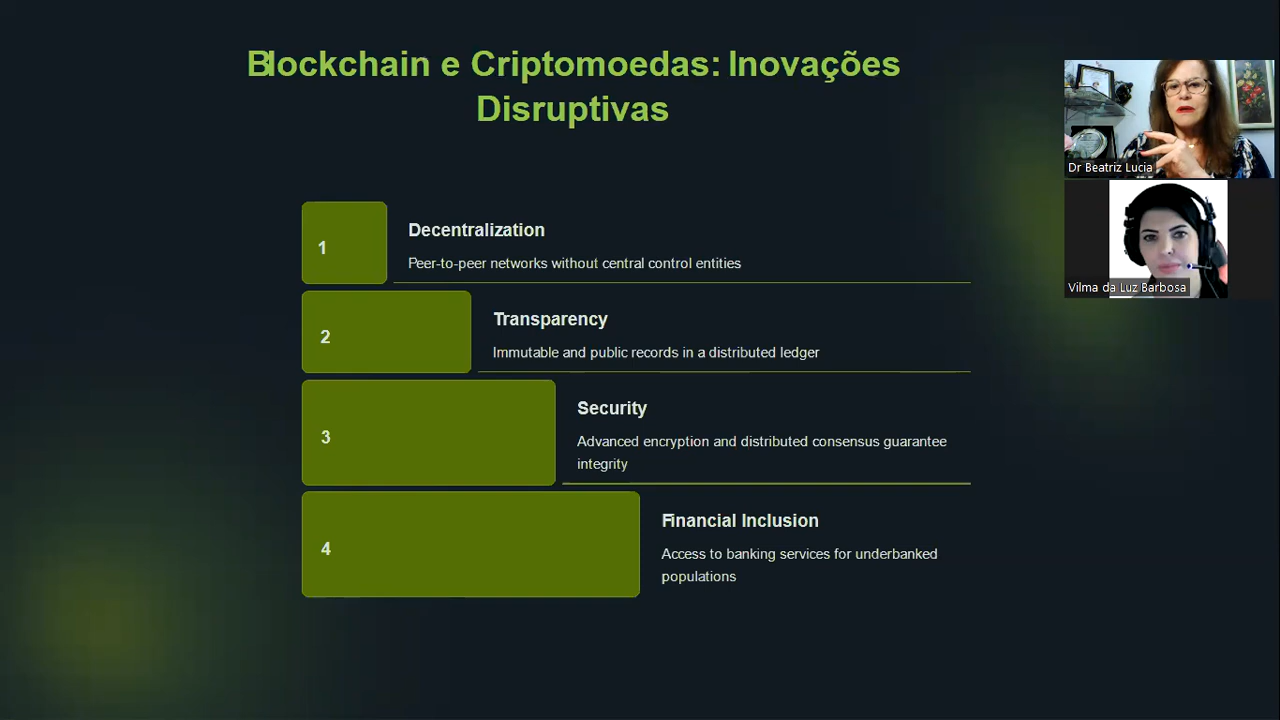 Blockchain e Criptomoedas: Inovações
Disruptivas
1
Decentralization
Peer-to-peer networks without central control entities
2
Transparency
Immutable and public records in a distributed ledger
3
Security
Advanced encryption and distributed consensus guarantee
integrity
4
Financial Inclusion
Access to banking services for underbanked
populations
Dr Beatriz Lucia
Vilma da Luz Barbosa